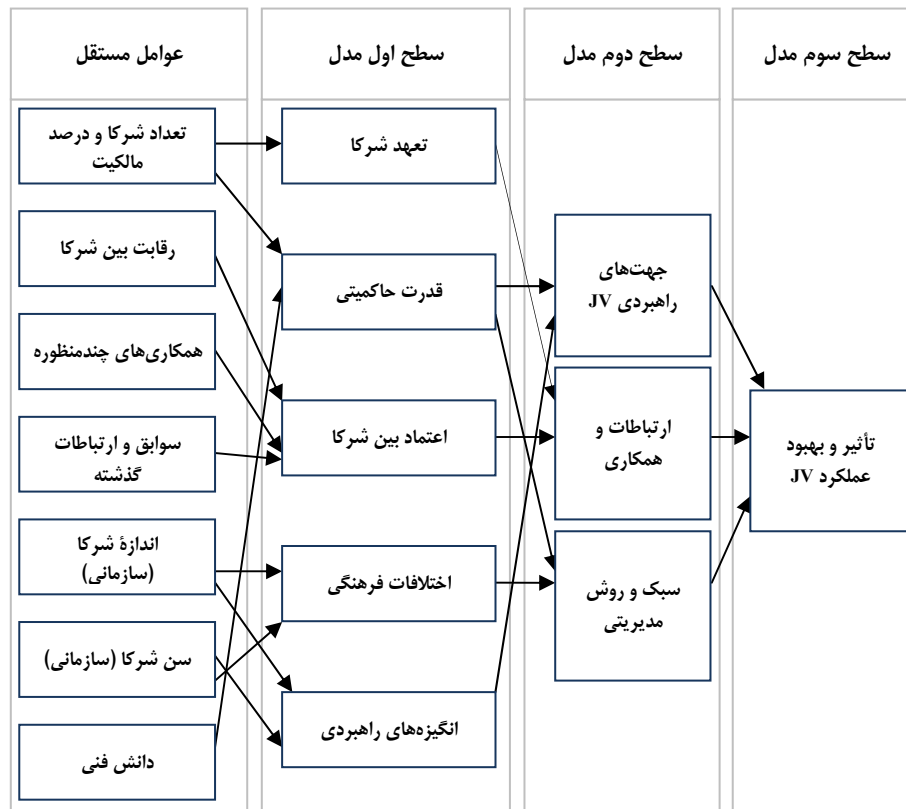 عوامل مستقل
سطح اول مدل
سطح دوم مدل
سطح سوم مدل
تعداد شرکا و درصد
مالکیت
رقابت بین شرکا
همکاری‌های چندمنظوره
سوابق و ارتباطات
گذشته
اندازۀ شرکا
(سازمانی)
سن شرکا (سازمانی)
دانش فنی
تعهد شرکا
قدرت حاکمیتی
اعتماد بین شرکا
اختلافات فرهنگی
انگیزه‌های راهبردی
جهت‌های
راهبردی JV
ارتباطات و
همکاری
سبک و روش
مدیریتی
تأثیر و بهبود
عملکرد JV